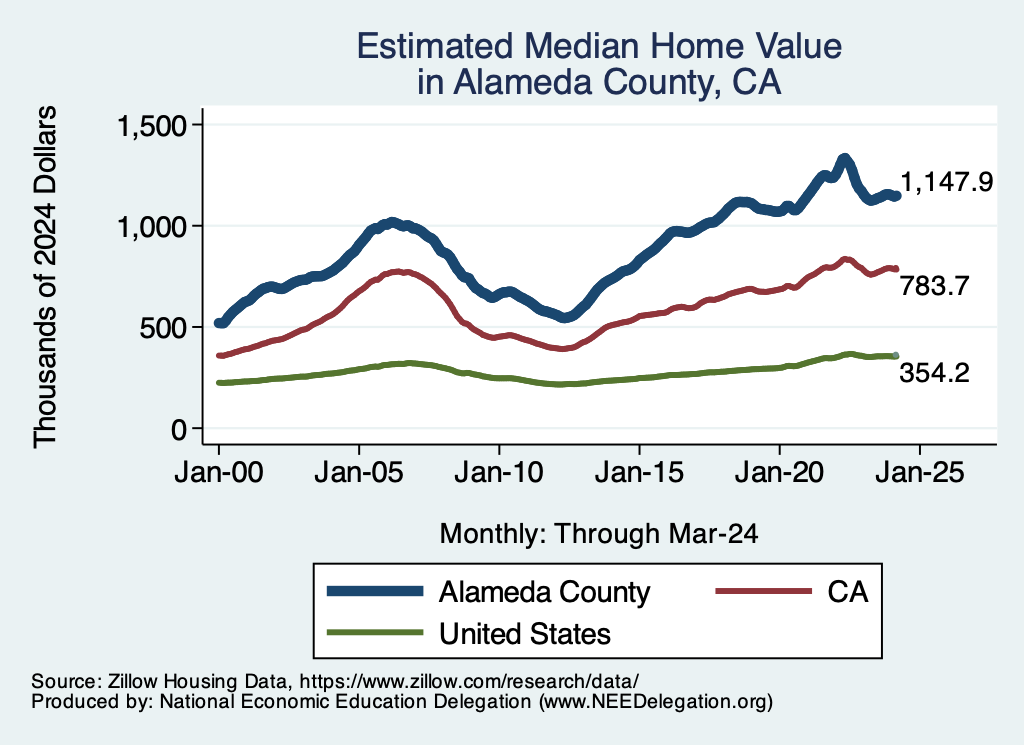 Estimated Median Home Value
in Alameda County, CA
Thousands of 2024 Dollars
1,500
1,000
500
0
1,147.9
783.7
354.2
Jan-00 Jan-05 Jan-10 Jan-15 Jan-20 Jan-25
Monthly: Through Mar-24
Alameda County CA
United States
Source: Zillow Housing Data, https://www.zillow.com/research/data/
Produced by: National Economic Education Delegation (www.NEEDelegation.org)